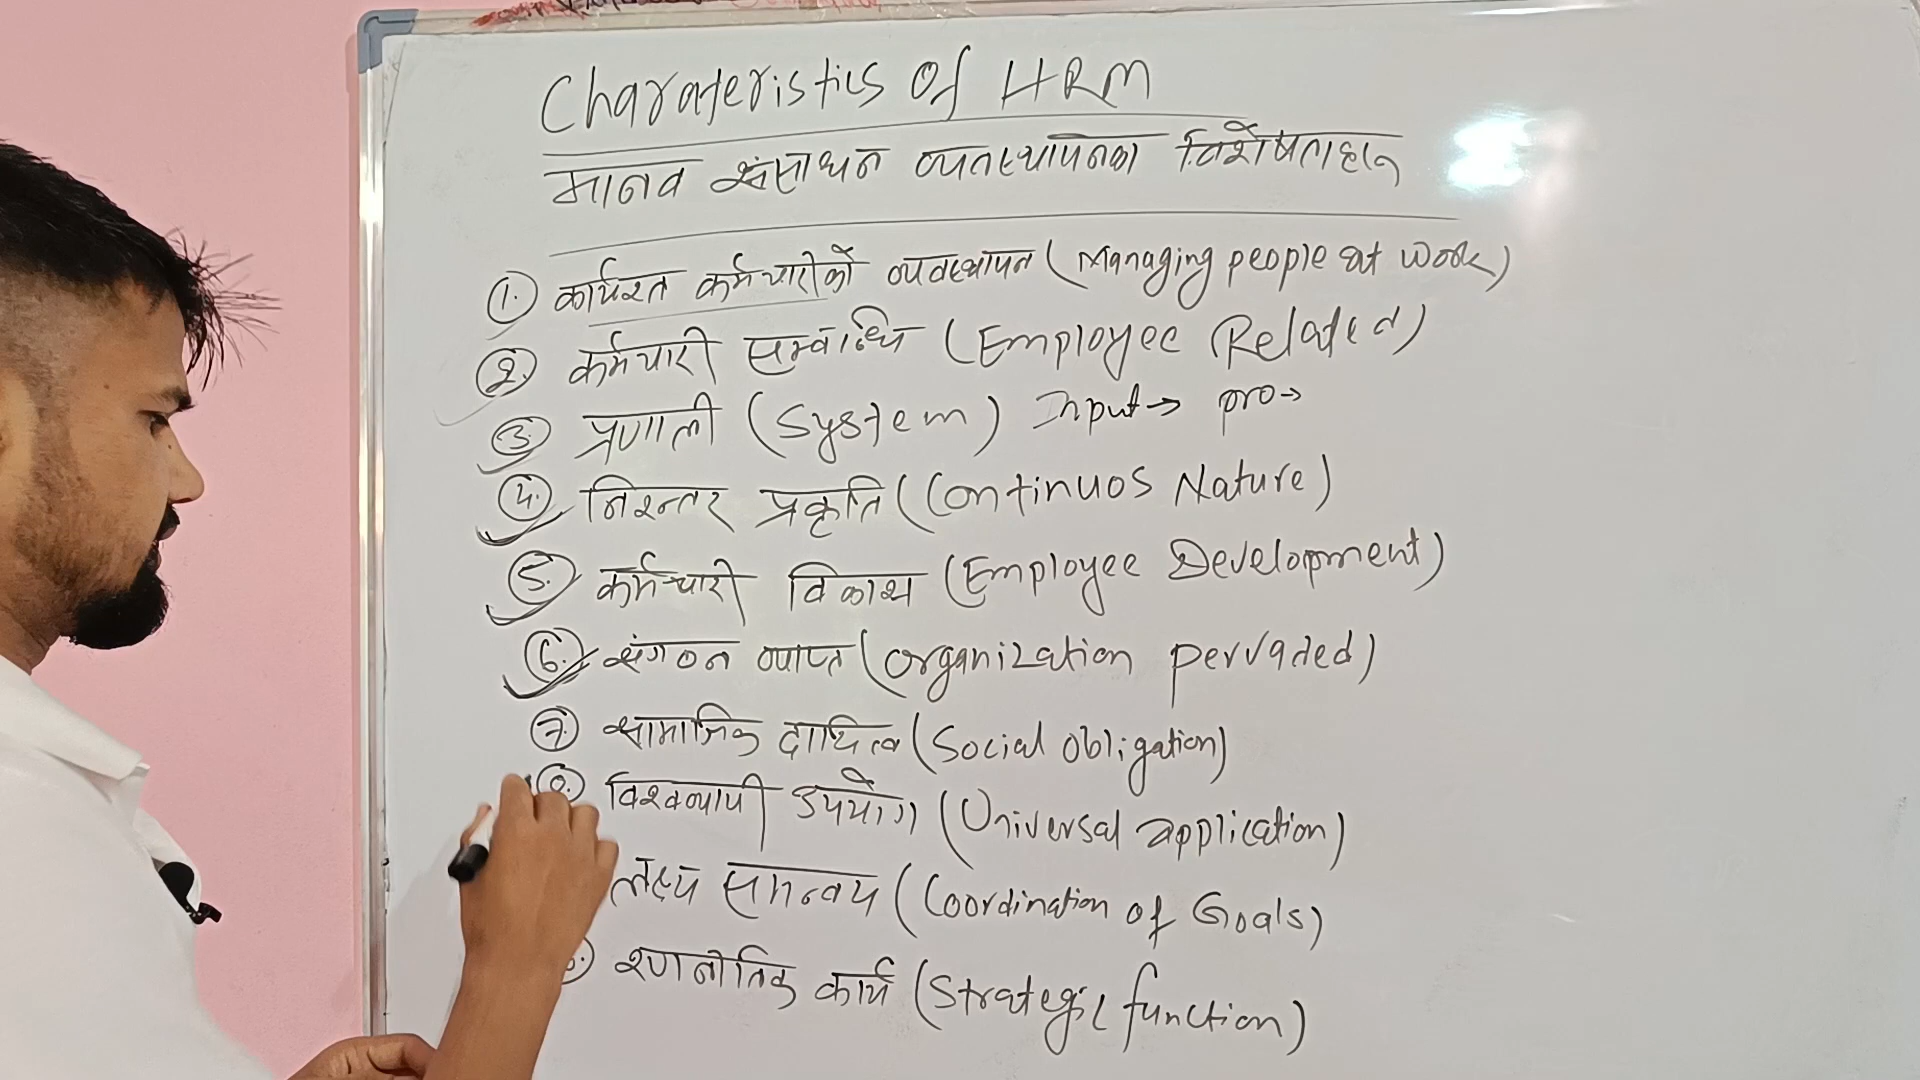 Charateristics Of HRM
मानव संसाधन व्यवस्थापनका विशेषताहरु
1. कार्यरत कर्मचारीको व्यवस्थापन (Managing people at work)
2. कर्मचारी सम्बन्धि (Employee Related)
3. प्रणाली (System) Input→ pro→
4. निरन्तर प्रकृति (Continuos Nature)
5. कर्मचारी विकाश (Employee Development)
6. संगठन व्याप्त (Organization pervaded)
7. सामाजिक दायित्व (Social obligation)
विश्वव्यापी उपयोग (Universal application)
लक्ष्य समन्वय (Coordination of Goals)
रणनीतिक कार्य (Strategic function)